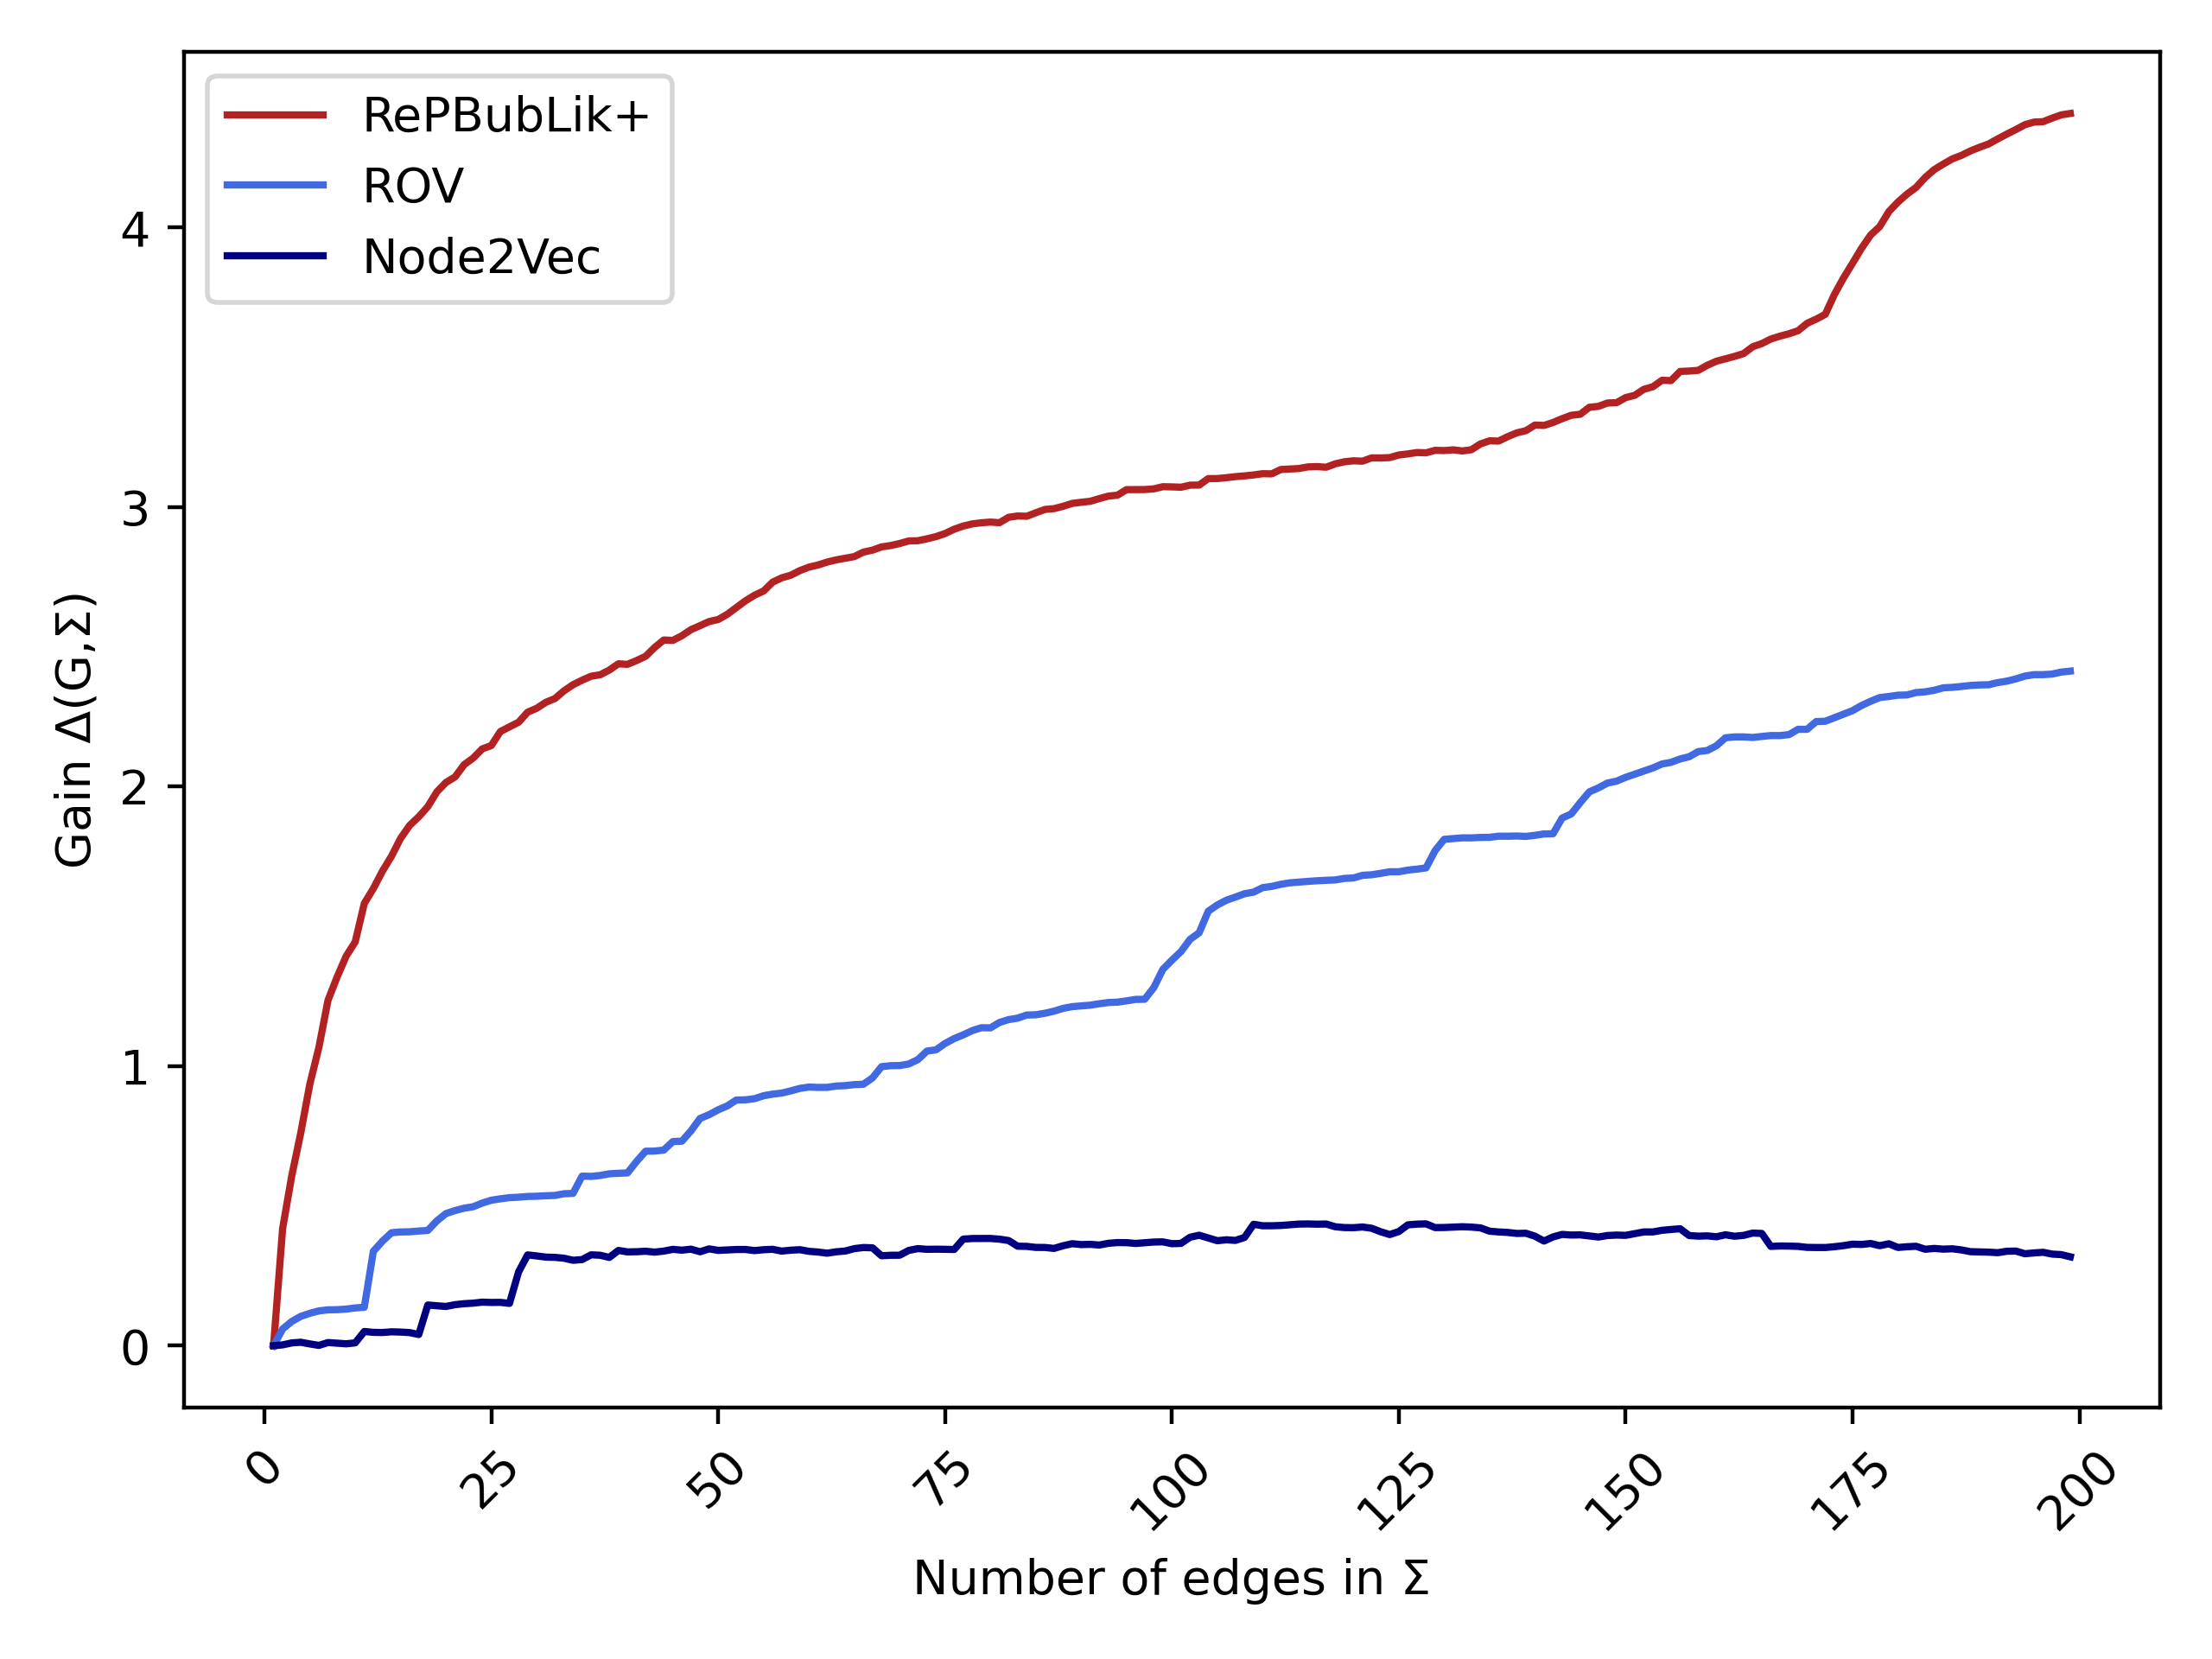 RePBubLik+
ROV
Node2Vec
Gain Δ(G,Σ)
4
3
2
1
0
0 25 50 75 100 125 150 175 200
Number of edges in Σ